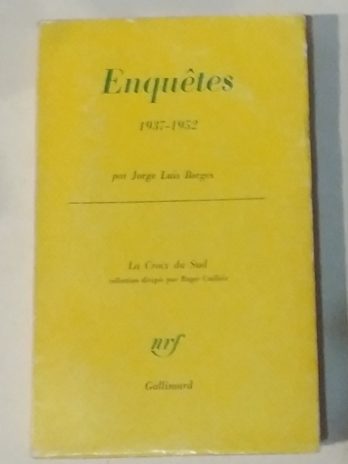 Enquêtes
1937-1952
par Jorge Luis Borges
La Croix du Sud
collection dirigée par Roger Caillois
nrf
Gallimard